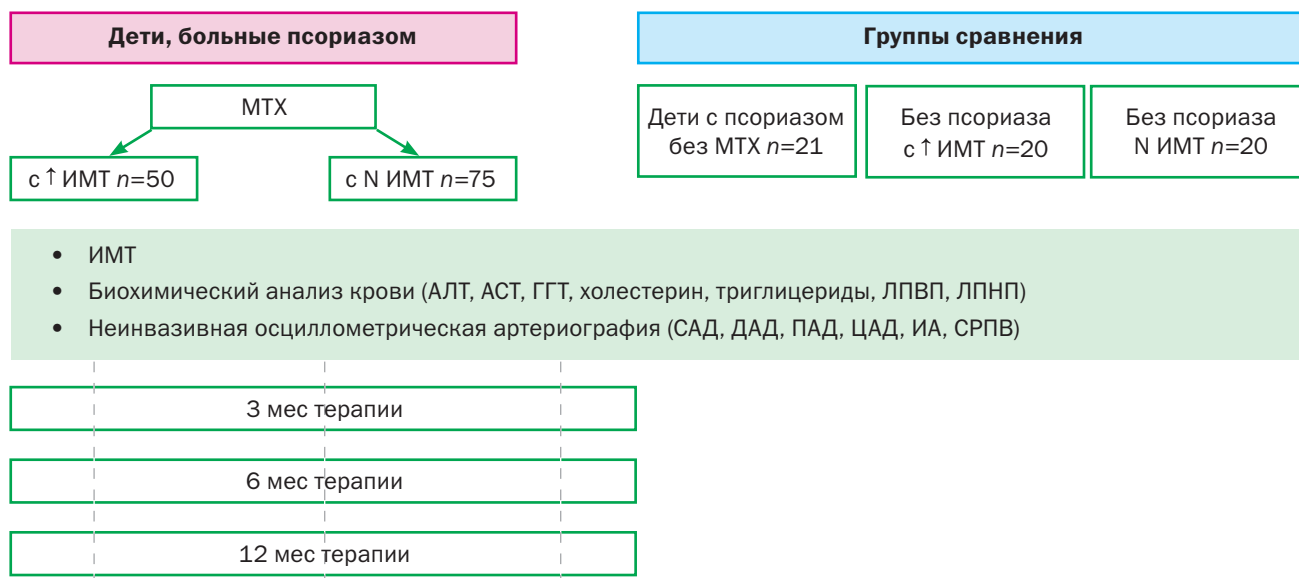 Дети, больные псориазом
Группы сравнения
МТХ
с ↑ ИМТ n=50
с N ИМТ n=75
Дети с псориазом
без МТХ n=21
Без псориаза
с ↑ ИМТ n=20
Без псориаза
N ИМТ n=20
• ИМТ
• Биохимический анализ крови (АЛТ, АСТ, ГГТ, холестерин, триглицериды, ЛПВП, ЛПНП)
• Неинвазивная осциллометрическая артериография (САД, ДАД, ПАД, ЦАД, ИА, СРПВ)
3 мес терапии
6 мес терапии
12 мес терапии